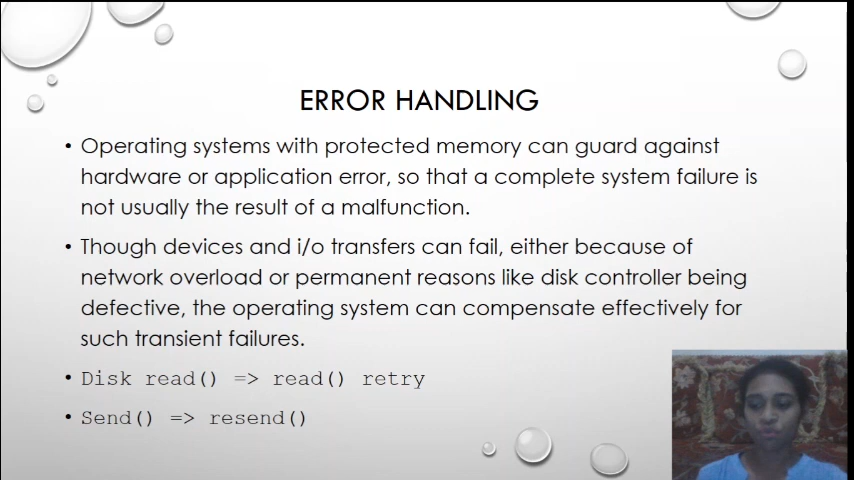 ERROR HANDLING
• Operating systems with protected memory can guard against
hardware or application error, so that a complete system failure is
not usually the result of a malfunction.
• Though devices and i/o transfers can fail, either because of
network overload or permanent reasons like disk controller being
defective, the operating system can compensate effectively for
such transient failures.
• Disk read() => read() retry
• Send() => resend()